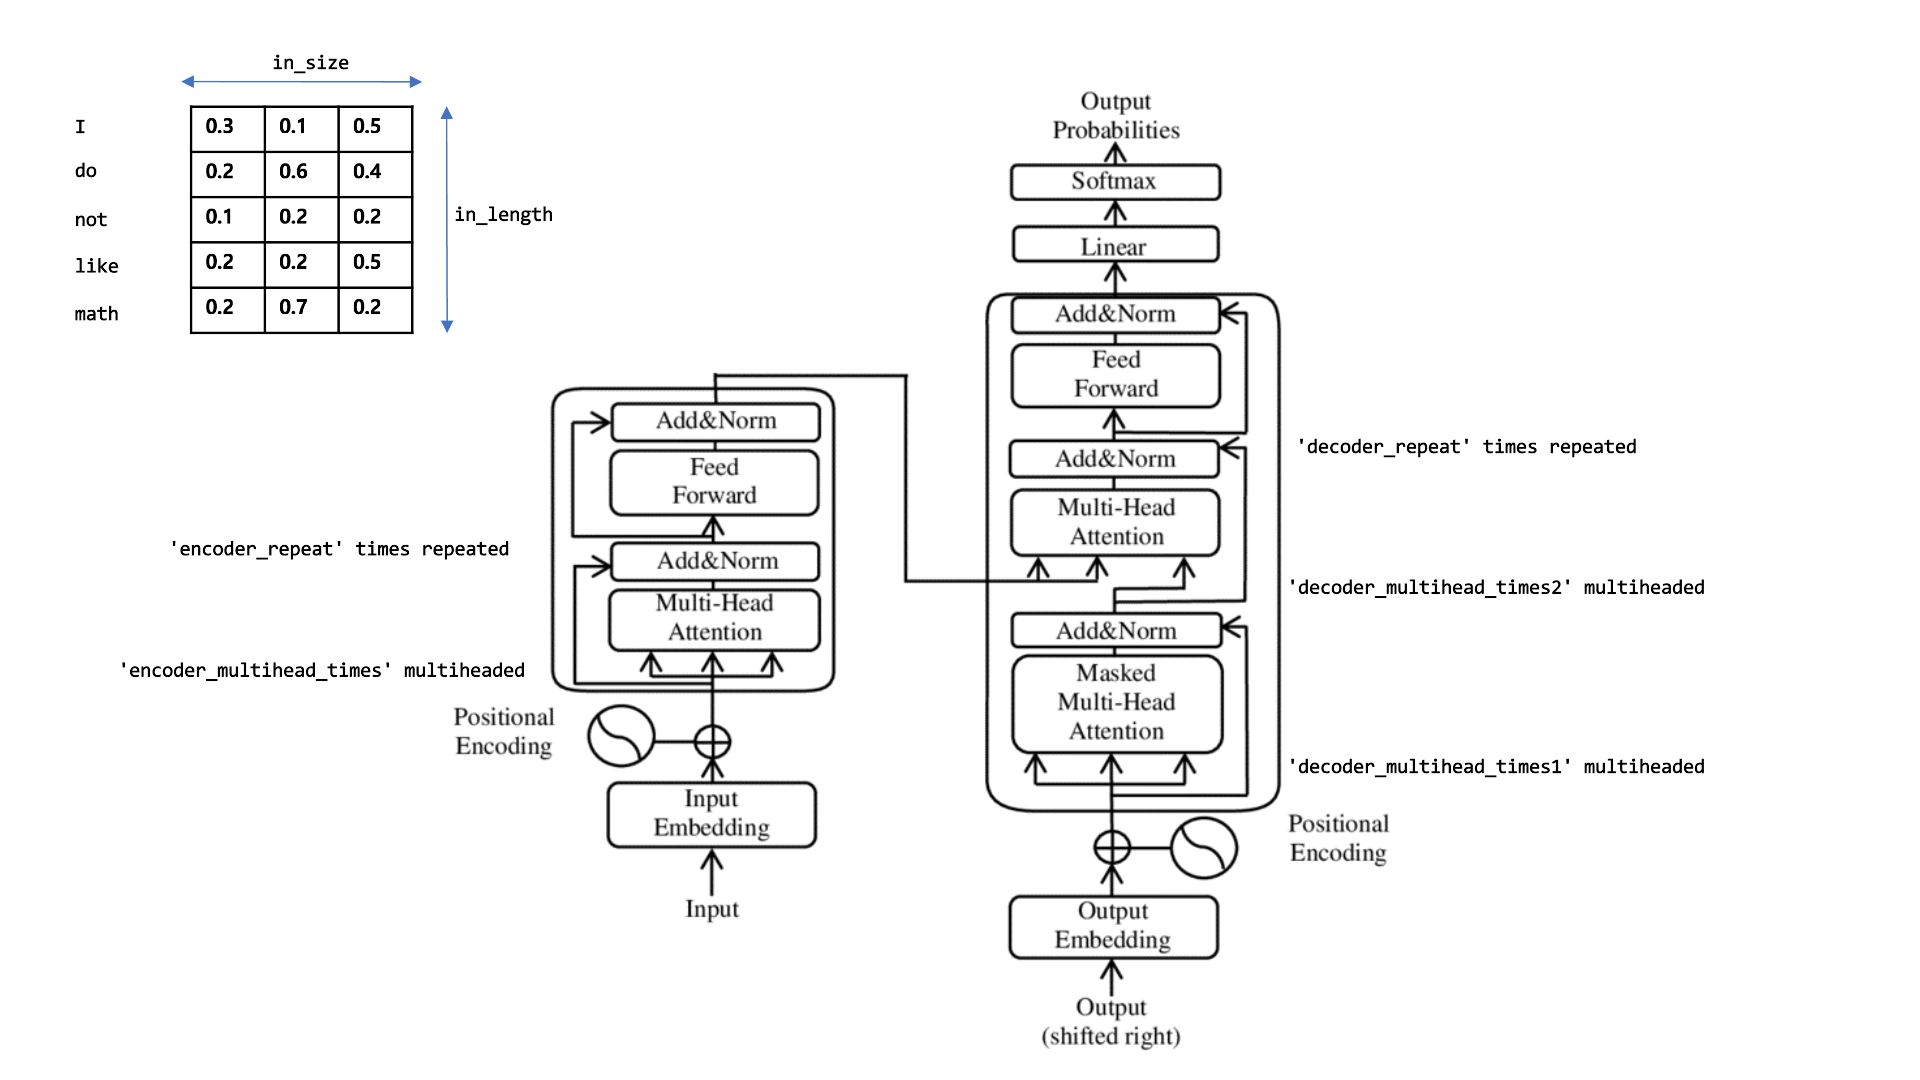 in_size
I 0.3 0.1 0.5
do 0.2 0.6 0.4
not 0.1 0.2 0.2
in_length
like 0.2 0.2 0.5
math 0.2 0.7 0.2
Add&Norm
Feed
Forward
'encoder_repeat' times repeated
Add&Norm
Multi-Head
Attention
'encoder_multihead_times' multiheaded
Positional
Encoding
Input
Embedding
Input
Output
Probabilities
Softmax
Linear
Add&Norm
Feed
Forward
'decoder_repeat' times repeated
Add&Norm
Multi-Head
Attention
'decoder_multihead_times2' multiheaded
Add&Norm
Masked
Multi-Head
Attention
'decoder_multihead_times1' multiheaded
Positional
Encoding
Output
Embedding
Output
(shifted right)